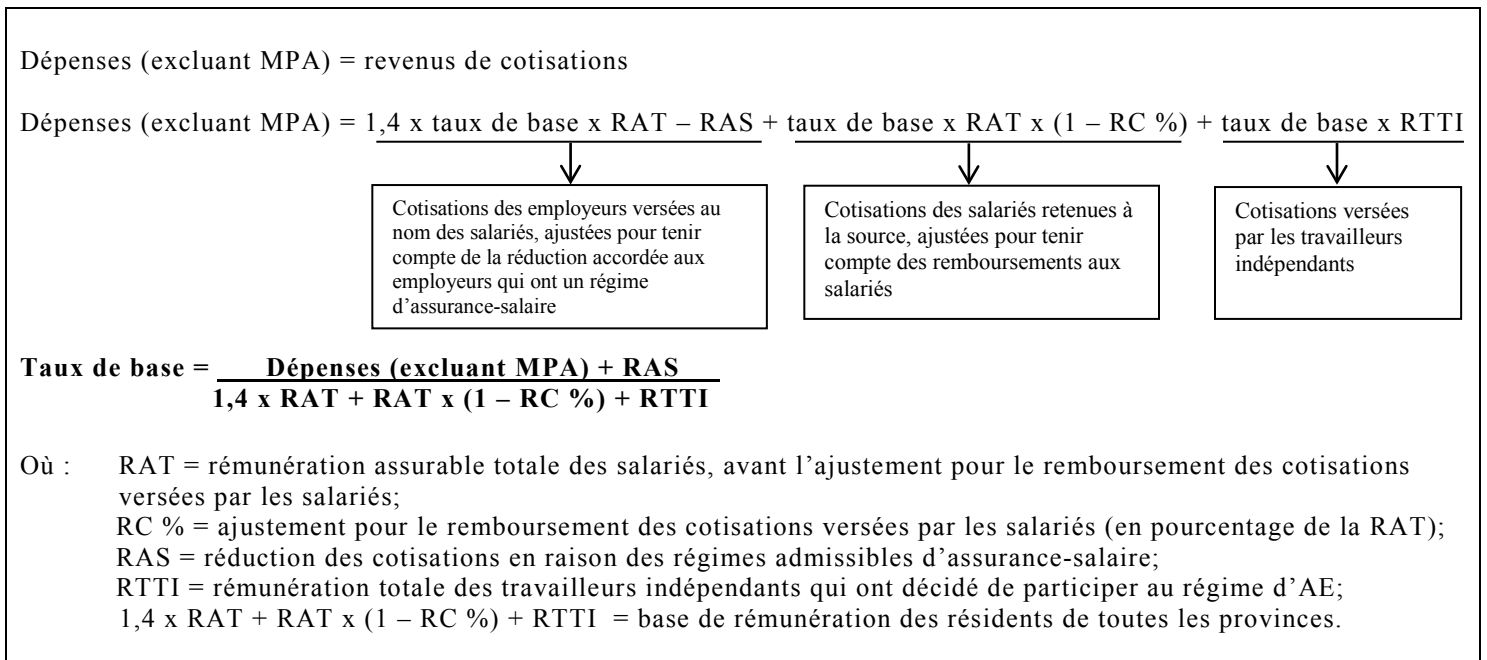 Dépenses (excluant MPA) = revenus de cotisations
Dépenses (excluant MPA) = 1,4 x taux de base x RAT – RAS + taux de base x RAT x (1 – RC %) + taux de base x RTTI
Cotisations des employeurs versées au
nom des salariés, ajustées pour tenir
compte de la réduction accordée aux
employeurs qui ont un régime
d’assurance-salaire
Cotisations des salariés retenues à
la source, ajustées pour tenir
compte des remboursements aux
salariés
Cotisations versées
par les travailleurs
indépendants
Taux de base = Dépenses (excluant MPA) + RAS
1,4 x RAT + RAT x (1 – RC %) + RTTI
Où : RAT = rémunération assurable totale des salariés, avant l’ajustement pour le remboursement des cotisations
versées par les salariés;
RC % = ajustement pour le remboursement des cotisations versées par les salariés (en pourcentage de la RAT);
RAS = réduction des cotisations en raison des régimes admissibles d’assurance-salaire;
RTTI = rémunération totale des travailleurs indépendants qui ont décidé de participer au régime d’AE;
1,4 x RAT + RAT x (1 – RC %) + RTTI = base de rémunération des résidents de toutes les provinces.